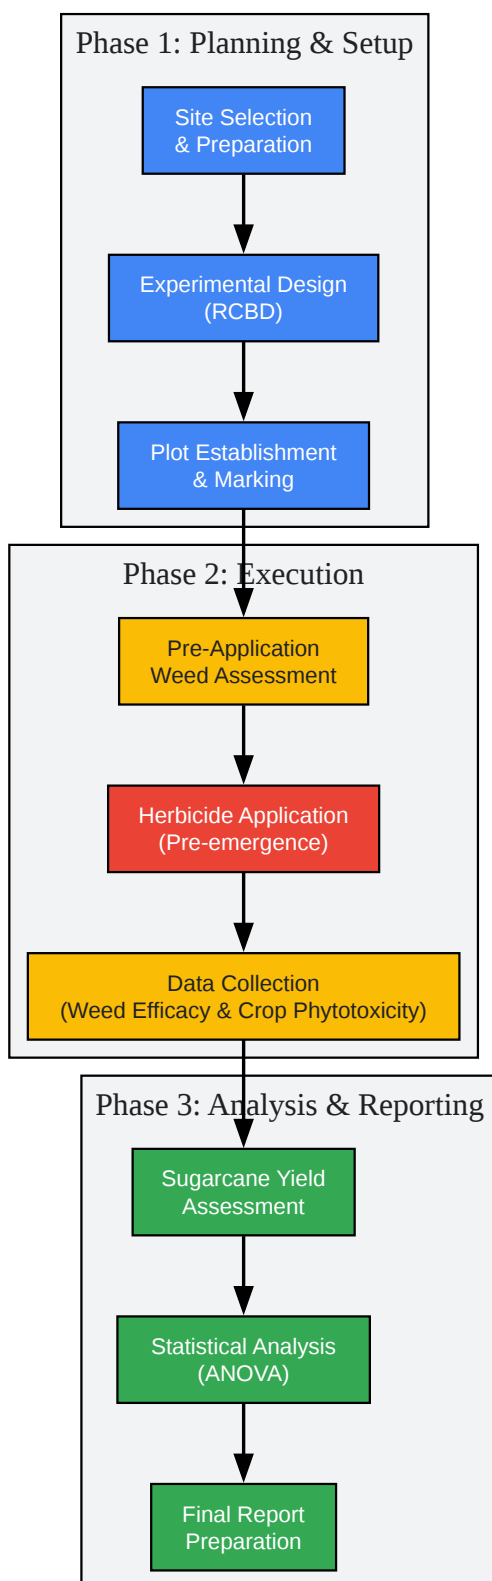 Phase 1: Planning & Setup
Site Selection
& Preparation
Experimental Design
(RCBD)
Plot Establishment
& Marking
Phase 2: Execution
Pre-Application
Weed Assessment
Herbicide Application
(Pre-emergence)
Data Collection
(Weed Efficacy & Crop Phytotoxicity)
Phase 3: Analysis & Reporting
Sugarcane Yield
Assessment
Statistical Analysis
(ANOVA)
Final Report
Preparation